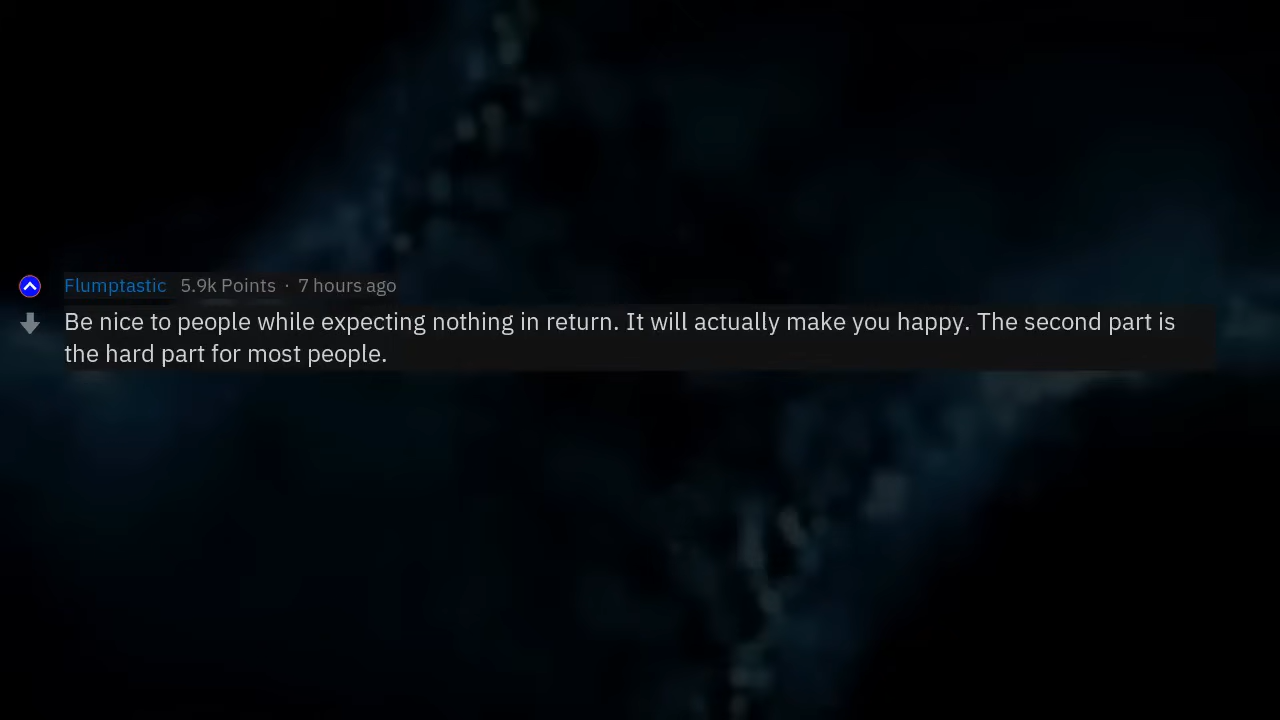 Flumptastic 5.9k Points · 7 hours ago
Be nice to people while expecting nothing in return. It will actually make you happy. The second part is
the hard part for most people.